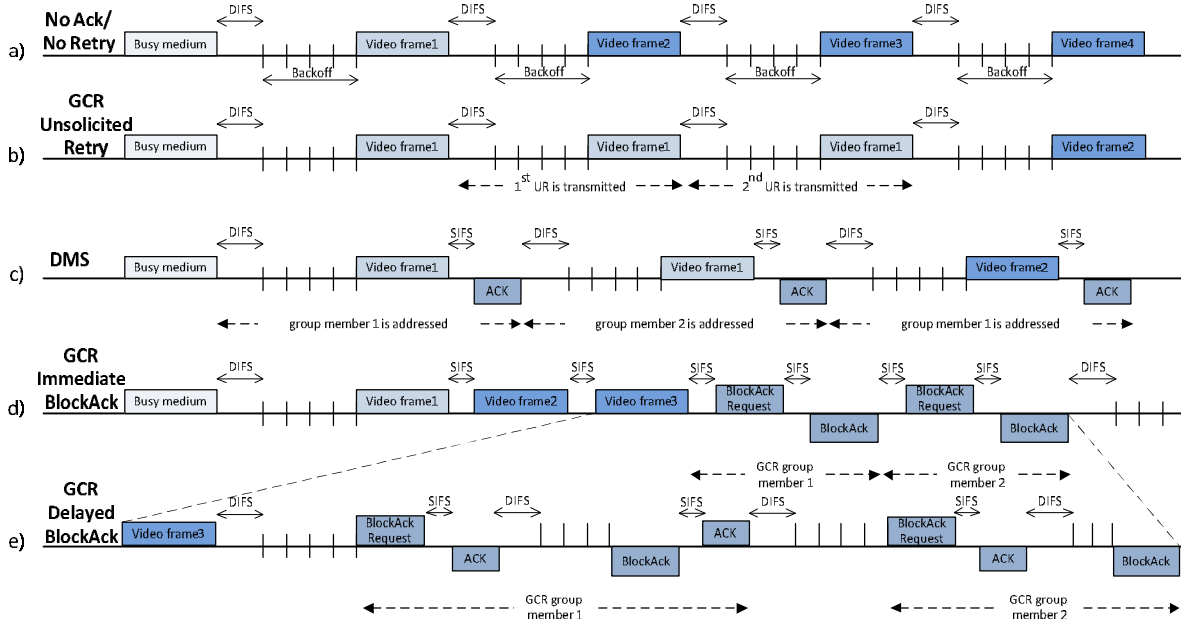 No Ack/
No Retry
a)
DIFS
DIFS
DIFS
DIFS
Busy medium
Video frame1
Video frame2
Video frame3
Video frame4
Backoff
Backoff
Backoff
Backoff
GCR
Unsolicited
Retry
b)
DIFS
DIFS
DIFS
DIFS
Busy medium
Video frame1
Video frame1
Video frame1
Video frame2
1st UR is transmitted
2nd UR is transmitted
DMS
c)
DIFS
SIFS
DIFS
SIFS
DIFS
SIFS
Busy medium
Video frame1
Video frame1
Video frame2
ACK
ACK
ACK
group member 1 is addressed
group member 2 is addressed
group member 1 is addressed
GCR
Immediate
BlockAck
d)
DIFS
SIFS
SIFS
SIFS
SIFS
SIFS
SIFS
DIFS
Busy medium
Video frame1
Video frame2
Video frame3
BlockAck
Request
BlockAck
BlockAck
Request
BlockAck
GCR group
member 1
GCR group
member 2
GCR
Delayed
BlockAck
e)
DIFS
SIFS
DIFS
SIFS
DIFS
SIFS
DIFS
Video frame3
BlockAck
Request
ACK
BlockAck
ACK
BlockAck
Request
ACK
BlockAck
GCR group
member 1
GCR group
member 2